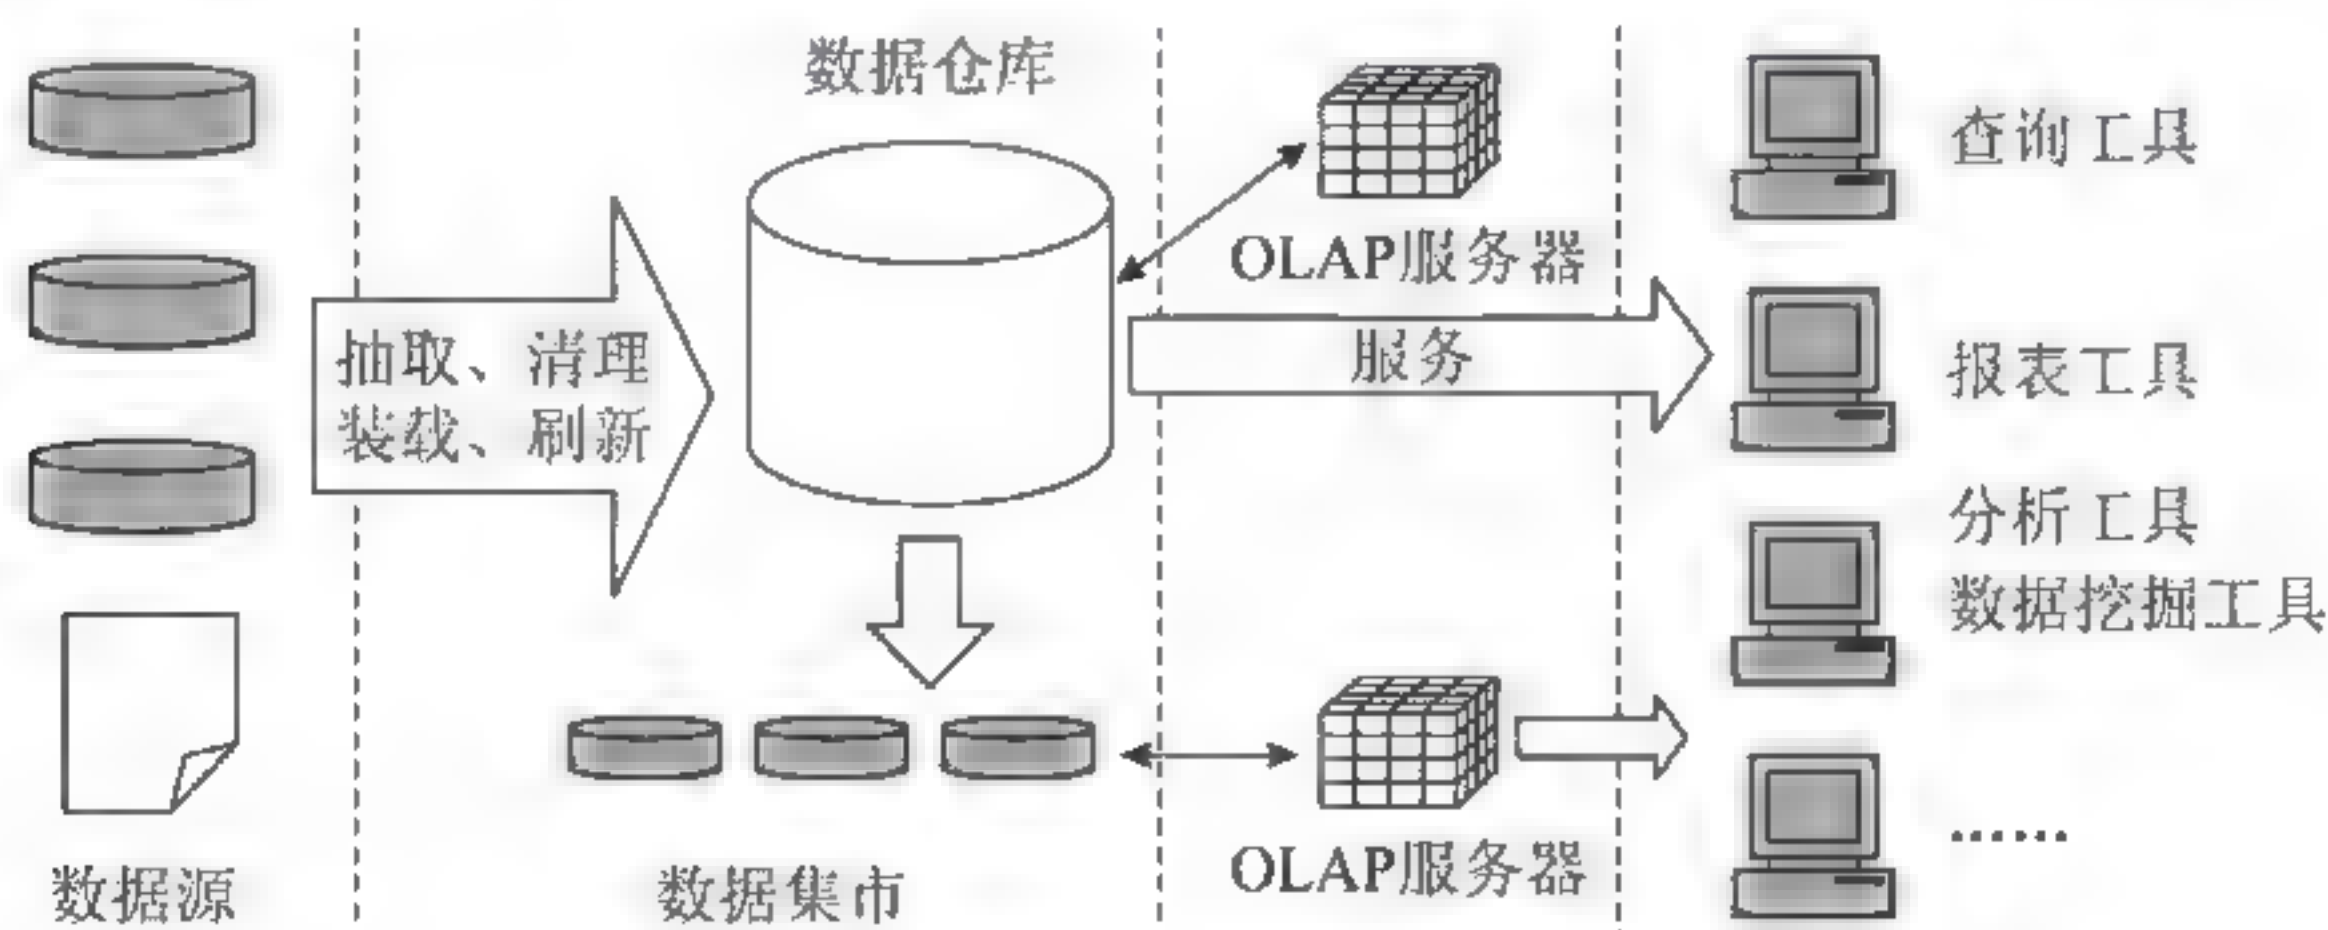 数据仓库
查询工具
OLAP服务器
抽取、清理
装载、刷新
服务
报表工具
分析工具
数据挖掘工具
……
数据源
数据集市
OLAP服务器